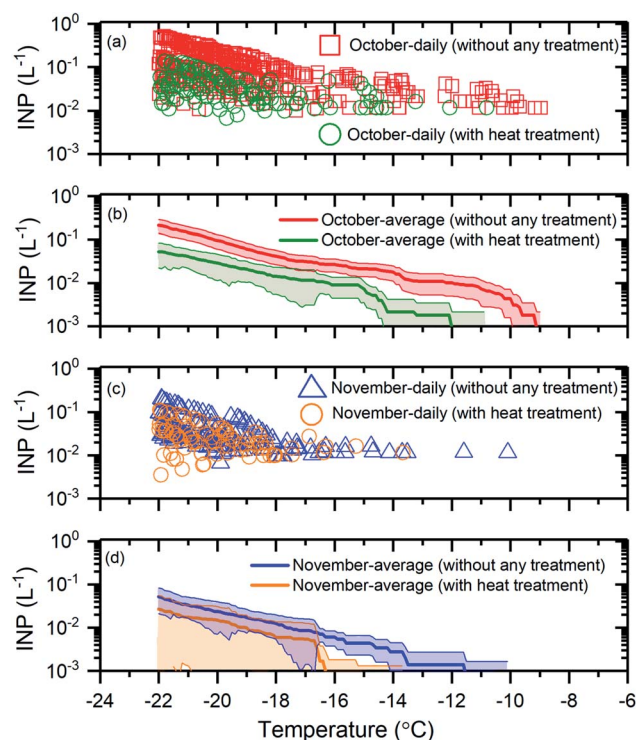 (a)
October-daily (without any treatment)
October-daily (with heat treatment)
INP (L⁻¹)
10⁰
10⁻¹
10⁻²
10⁻³
(b)
October-average (without any treatment)
October-average (with heat treatment)
INP (L⁻¹)
10⁰
10⁻¹
10⁻²
10⁻³
(c)
November-daily (without any treatment)
November-daily (with heat treatment)
INP (L⁻¹)
10⁰
10⁻¹
10⁻²
10⁻³
(d)
November-average (without any treatment)
November-average (with heat treatment)
INP (L⁻¹)
10⁰
10⁻¹
10⁻²
10⁻³
-24 -22 -20 -18 -16 -14 -12 -10 -8 -6
Temperature (°C)